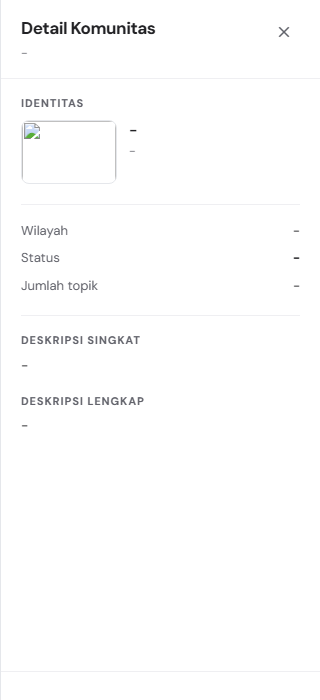 Detail Komunitas
-
IDENTITAS
-
-
Wilayah -
Status -
Jumlah topik -
DESKRIPSI SINGKAT
-
DESKRIPSI LENGKAP
-